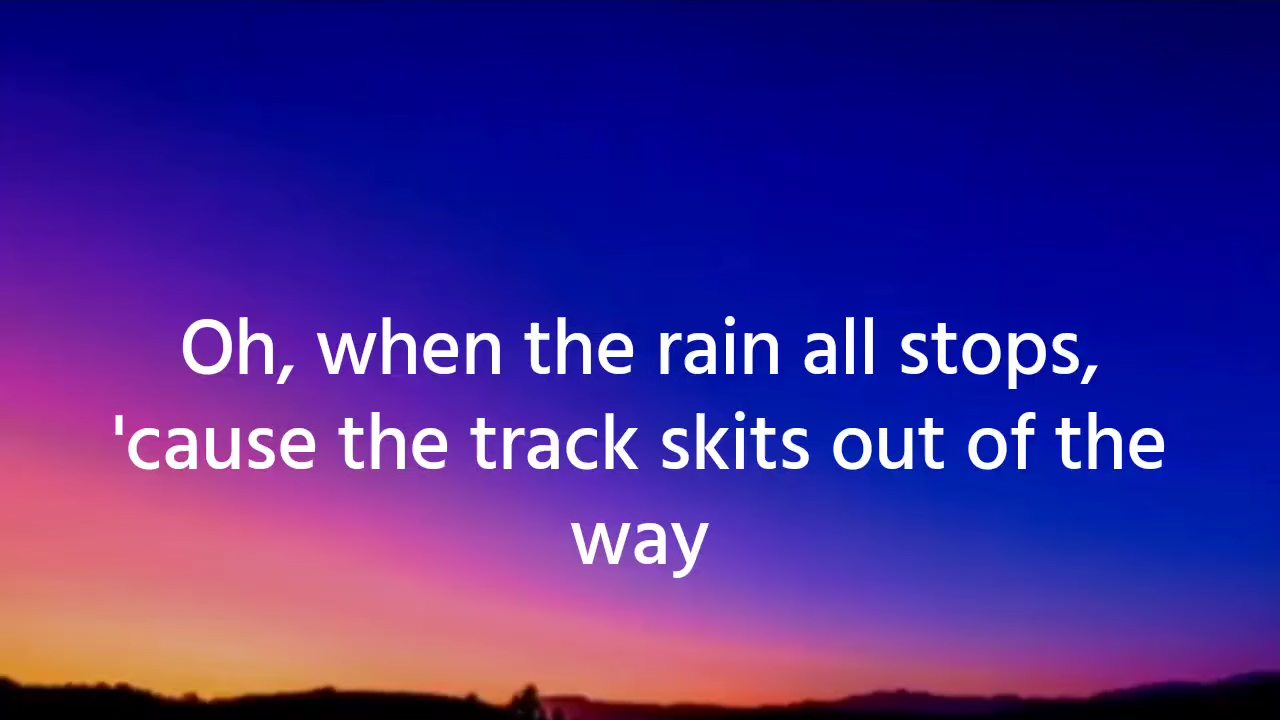 Oh, when the rain all stops,
'cause the track skits out of the
way